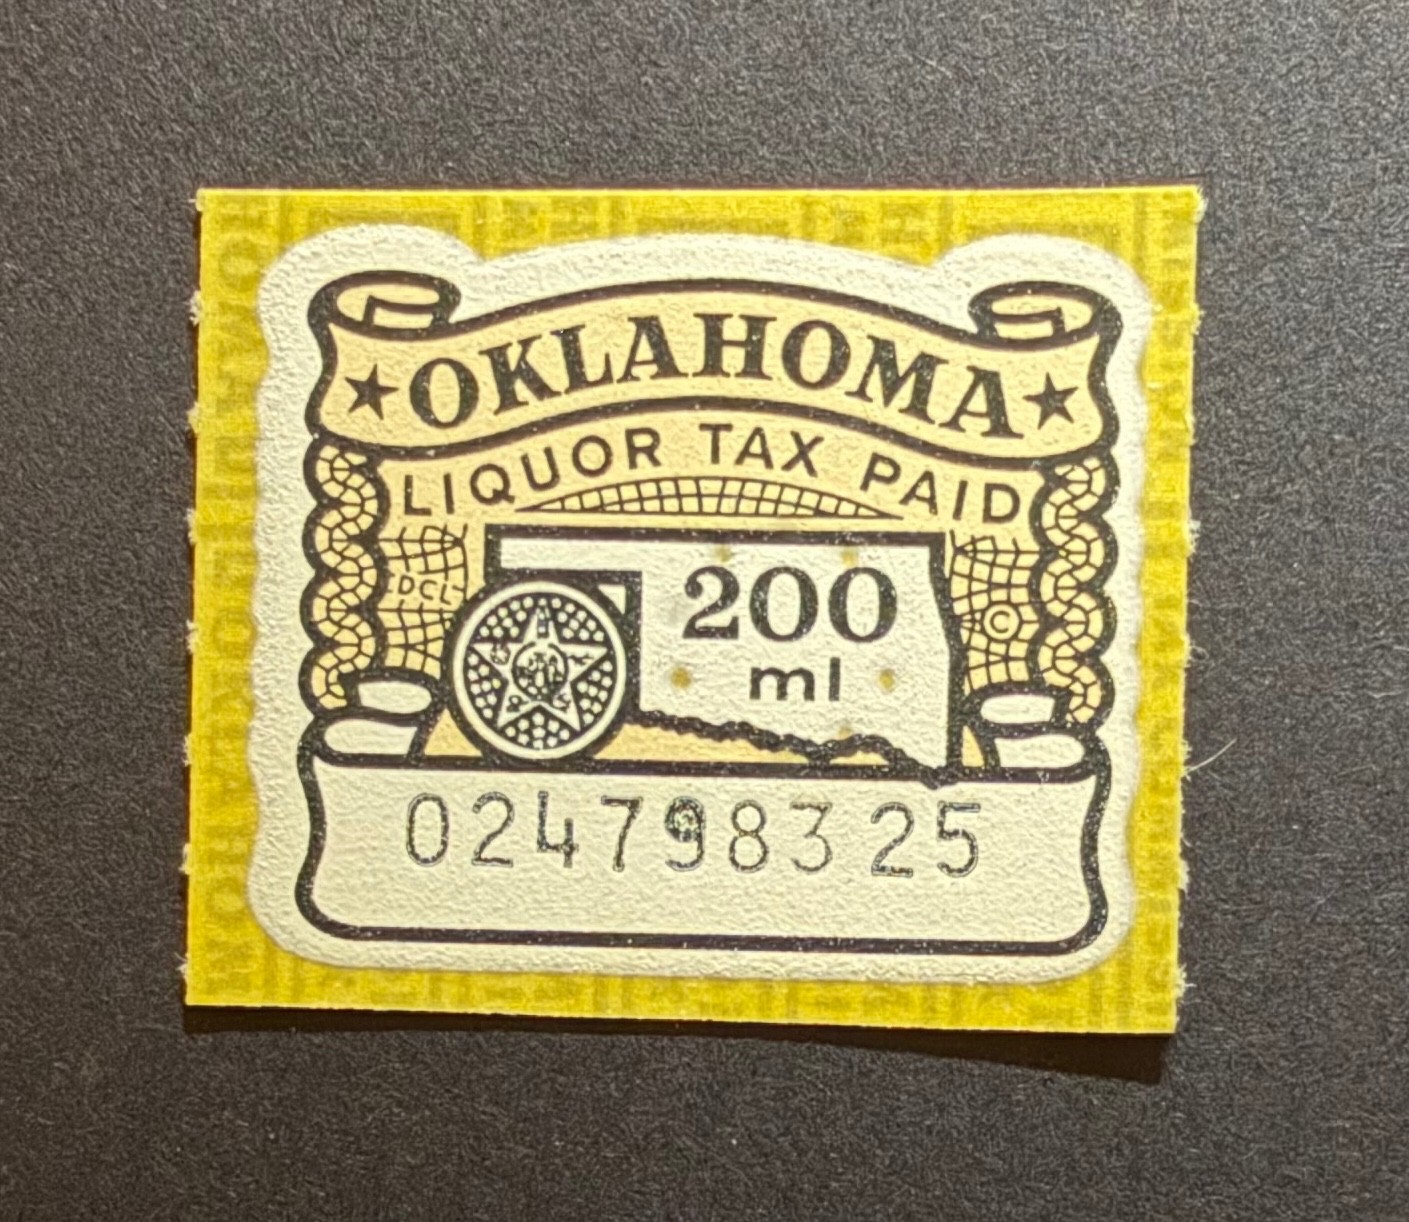 ★OKLAHOMA★
LIQUOR TAX PAID
DCL
200
ml
©
024798325